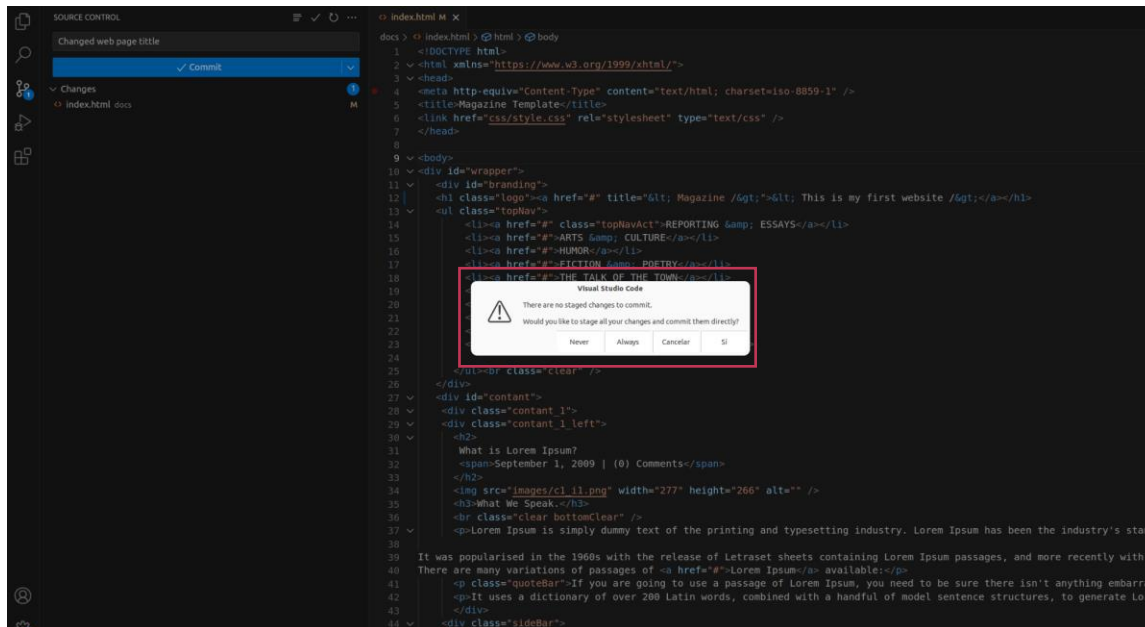 SOURCE CONTROL
Changed web page tittle
Commit
Changes
1
index.html docs
M
1
index.html M
docs > index.html > html > body
1 <!DOCTYPE html>
2 <html xmlns="https://www.w3.org/1999/xhtml/">
3 <head>
4 <meta http-equiv="Content-Type" content="text/html; charset=iso-8859-1" />
5 <title>Magazine Template</title>
6 <link href="css/style.css" rel="stylesheet" type="text/css" />
7 </head>
8
9 <body>
10 <div id="wrapper">
11 <div id="branding">
12 <h1 class="logo"><a href="#" title="&lt; Magazine /&gt;">&lt; This is my first website /&gt;</a></h1>
13 <ul class="topNav">
14 <li><a href="#" class="topNavAct">REPORTING &amp; ESSAYS</a></li>
15 <li><a href="#">ARTS &amp; CULTURE</a></li>
16 <li><a href="#">HUMOR</a></li>
17 <li><a href="#">FICTION &amp; POETRY</a></li>
18 <li><a href="#">THE TALK OF THE TOWN</a></li>
19
20
21
22
23
24
25 </ul><br class="clear" />
26 </div>
27 <div id="contant">
28 <div class="contant_1">
29 <div class="contant_1_left">
30 <h2>
31 What is Lorem Ipsum?
32 <span>September 1, 2009 | (0) Comments</span>
33 </h2>
34 <img src="images/c1_i1.png" width="277" height="266" alt="" />
35 <h3>What We Speak.</h3>
36 <br class="clear bottomClear" />
37 <p>Lorem Ipsum is simply dummy text of the printing and typesetting industry. Lorem Ipsum has been the industry's sta
38
39 It was popularised in the 1960s with the release of Letraset sheets containing Lorem Ipsum passages, and more recently with
40 There are many variations of passages of <a href="#">Lorem Ipsum</a> available:</p>
41 <p class="quoteBar">If you are going to use a passage of Lorem Ipsum, you need to be sure there isn't anything embarr
42 <p>It uses a dictionary of over 200 Latin words, combined with a handful of model sentence structures, to generate Lo
43 </div>
44 <div class="sideBar">
Visual Studio Code
There are no staged changes to commit.
Would you like to stage all your changes and commit them directly?
Never
Always
Cancelar
Sí